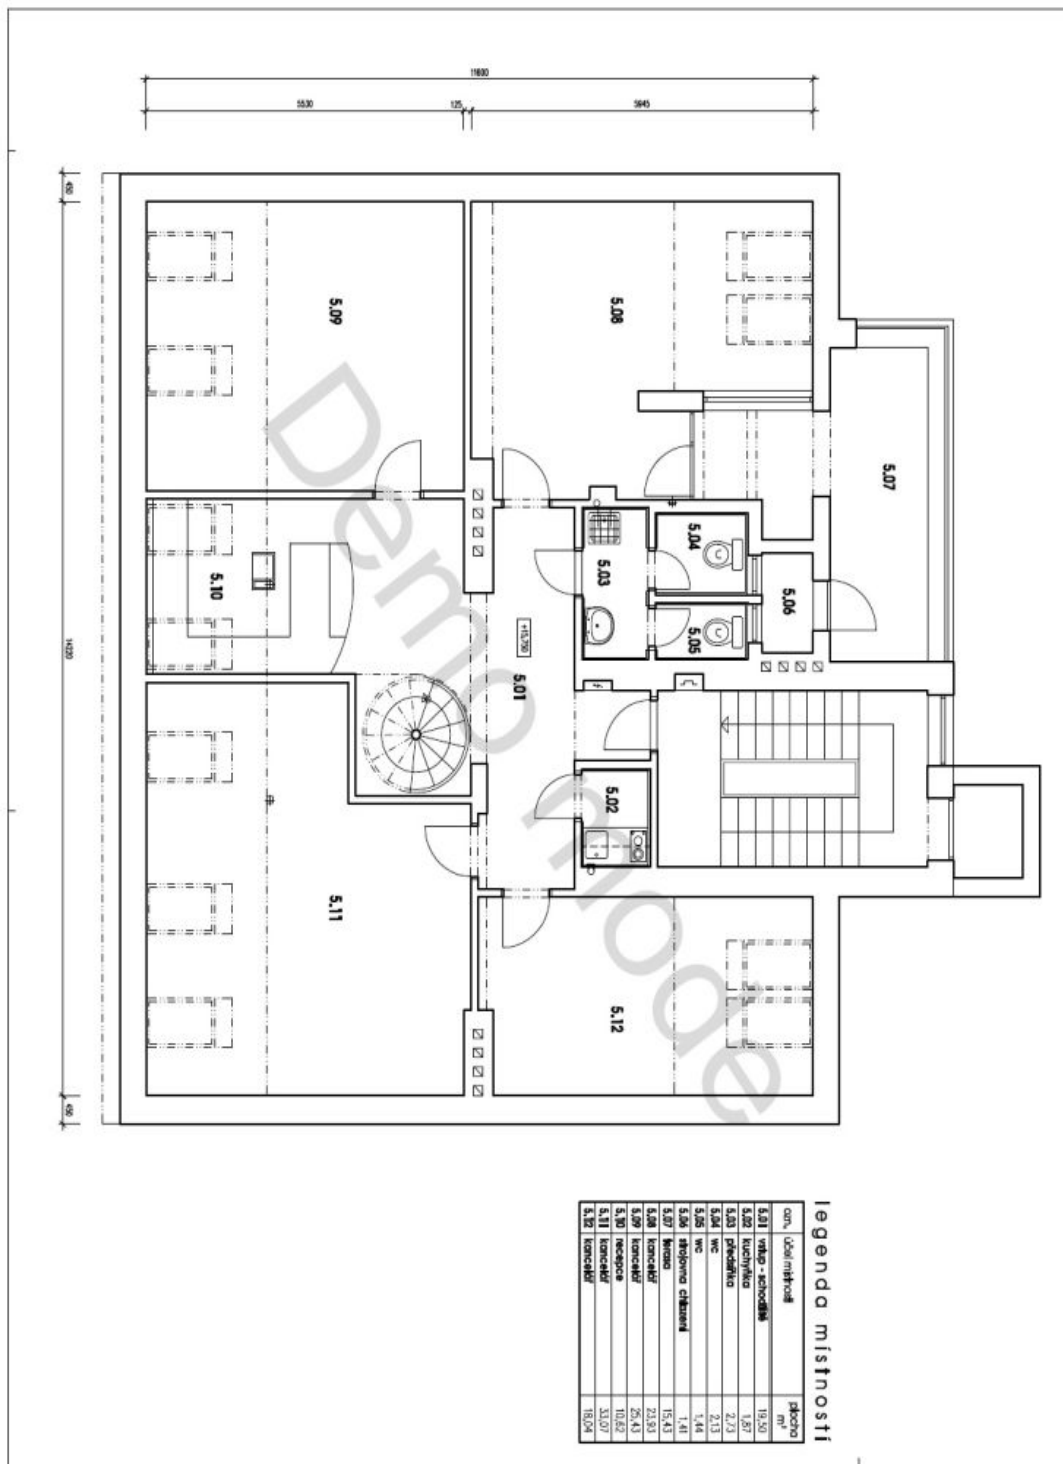 11600
5530
125
5945
450
14220
450
5.09
5.08
5.07
5.10
5.03
5.04
5.05
5.06
+15,750
5.01
5.02
5.11
5.12
Demo mode
legenda místností
ozn. účel místnosti plocha m²
5.01 vstup - schodiště 19,50
5.02 kuchyňka 1,87
5.03 předsíňka 2,73
5.04 wc 2,13
5.05 wc 1,44
5.06 strojovna chlazení 1,41
5.07 terasa 15,43
5.08 kancelář 23,93
5.09 kancelář 25,43
5.10 recepce 10,62
5.11 kancelář 33,07
5.12 kancelář 18,04